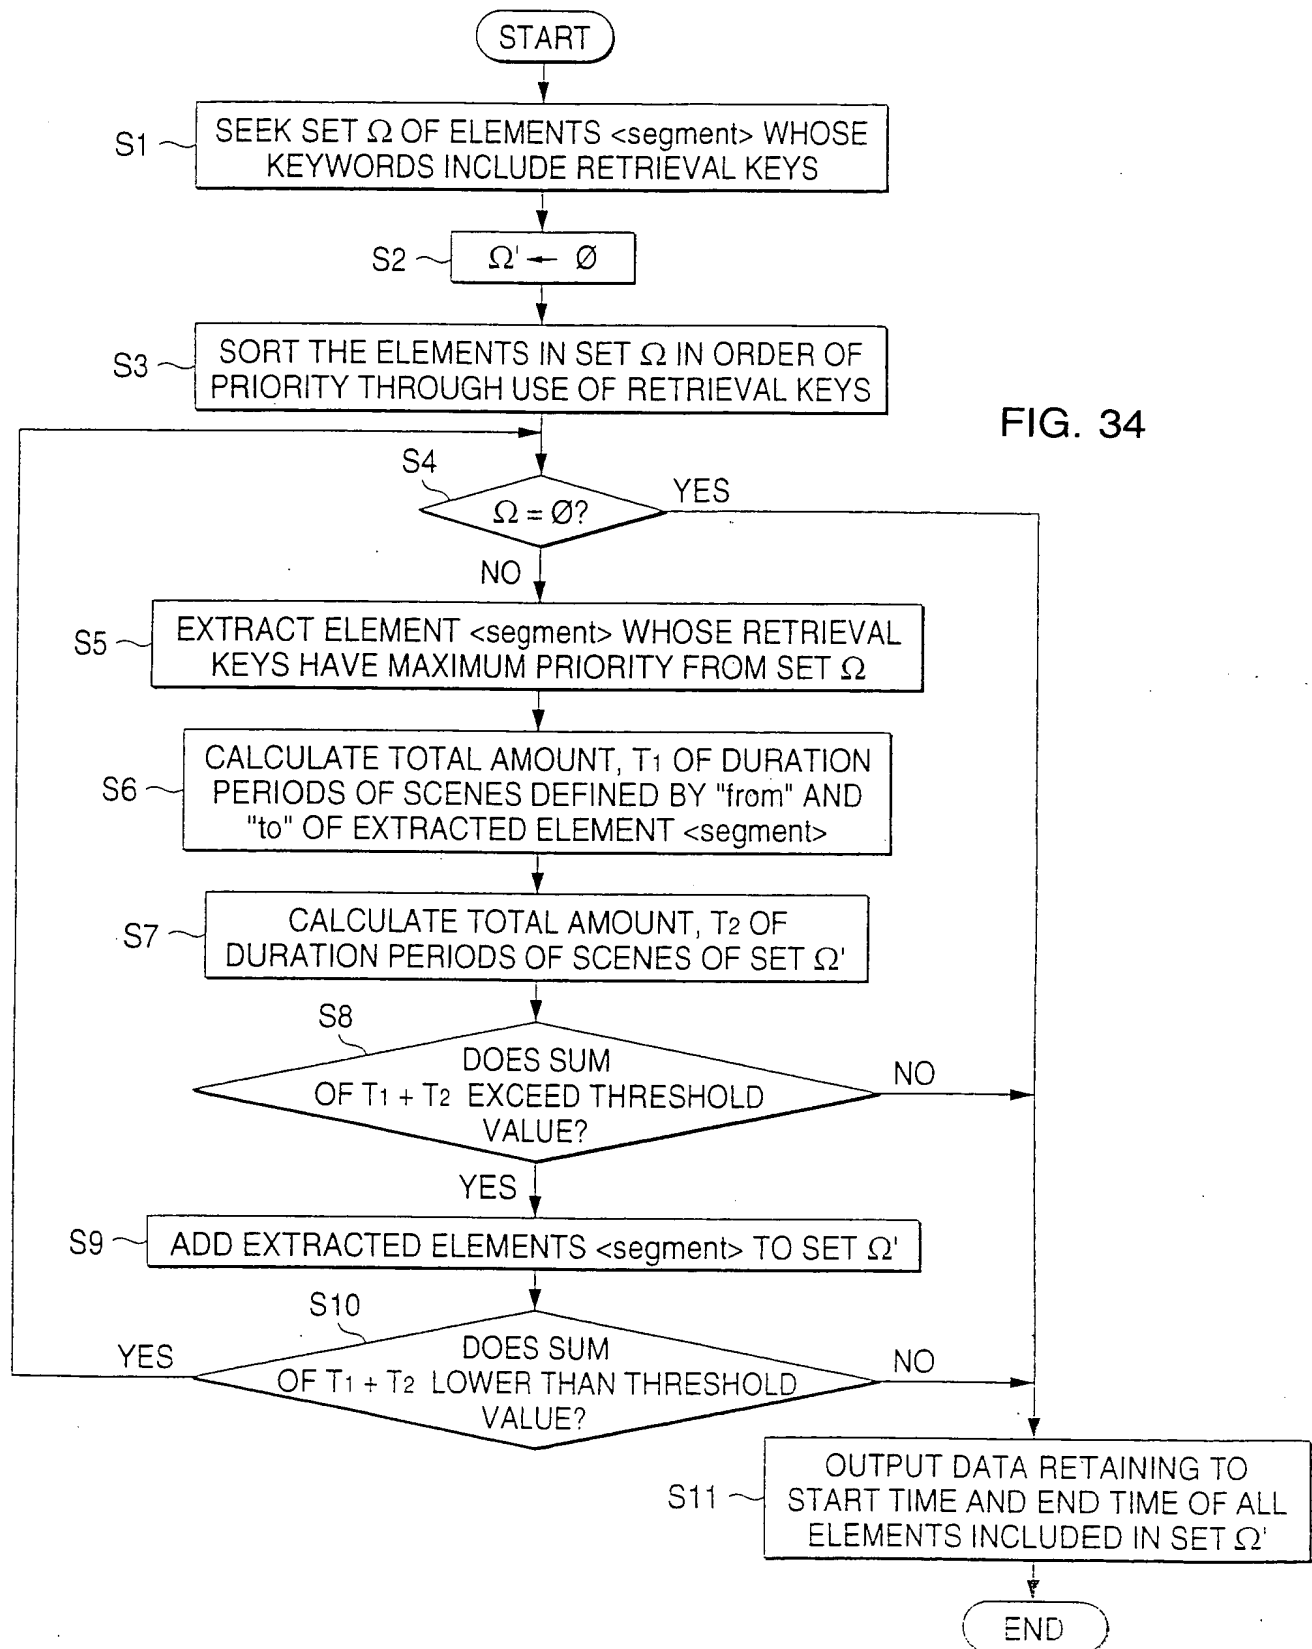 START
S1
SEEK SET Ω OF ELEMENTS <segment> WHOSE
KEYWORDS INCLUDE RETRIEVAL KEYS
S2
Ω' ← Ø
S3
SORT THE ELEMENTS IN SET Ω IN ORDER OF
PRIORITY THROUGH USE OF RETRIEVAL KEYS
FIG. 34
S4
YES
Ω = Ø?
NO
S5
EXTRACT ELEMENT <segment> WHOSE RETRIEVAL
KEYS HAVE MAXIMUM PRIORITY FROM SET Ω
S6
CALCULATE TOTAL AMOUNT, T1 OF DURATION
PERIODS OF SCENES DEFINED BY "from" AND
"to" OF EXTRACTED ELEMENT <segment>
S7
CALCULATE TOTAL AMOUNT, T2 OF
DURATION PERIODS OF SCENES OF SET Ω'
S8
DOES SUM
OF T1 + T2 EXCEED THRESHOLD
VALUE?
NO
YES
S9
ADD EXTRACTED ELEMENTS <segment> TO SET Ω'
S10
YES
DOES SUM
OF T1 + T2 LOWER THAN THRESHOLD
VALUE?
NO
S11
OUTPUT DATA RETAINING TO
START TIME AND END TIME OF ALL
ELEMENTS INCLUDED IN SET Ω'
END